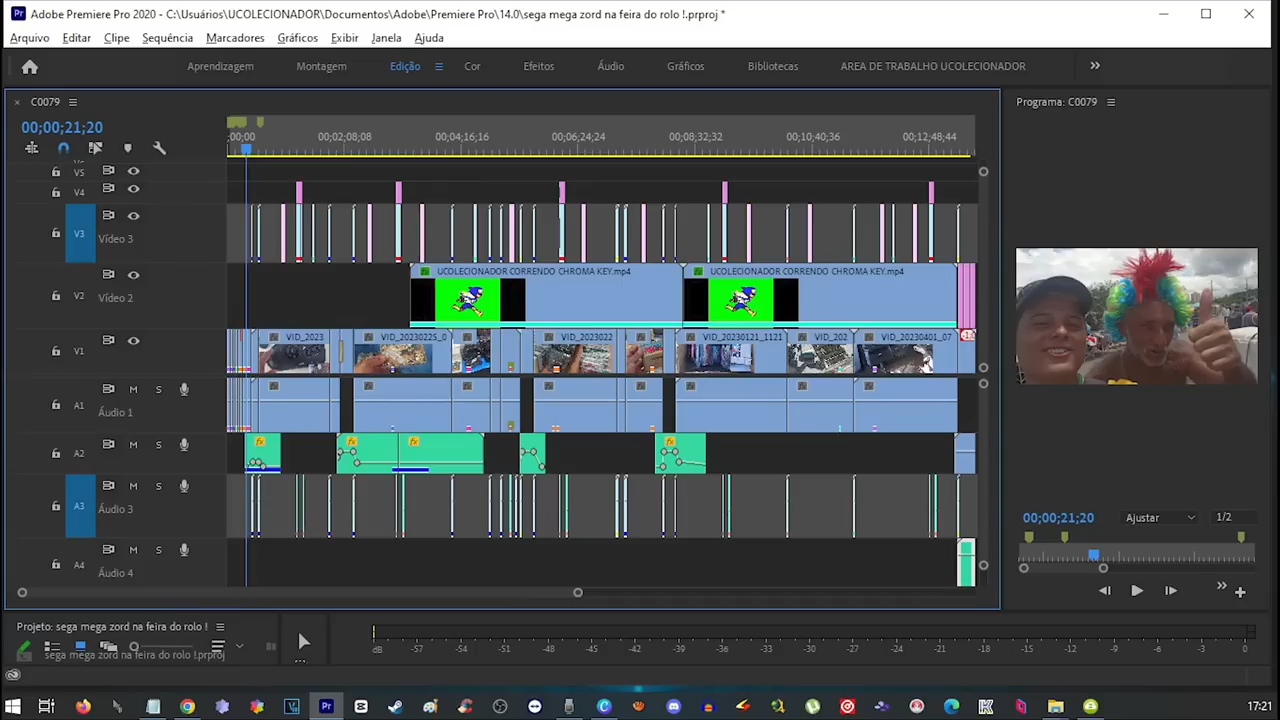 Adobe Premiere Pro 2020 - C:\Usuários\UCOLECIONADOR\Documentos\Adobe\Premiere Pro\14.0\sega mega zord na feira do rolo !.prproj *
Arquivo Editar Clipe Sequência Marcadores Gráficos Exibir Janela Ajuda
Aprendizagem Montagem Edição Cor Efeitos Áudio Gráficos Bibliotecas AREA DE TRABALHO UCOLECIONADOR
C0079
00;00;21;20
;00;00 00;02;08;08 00;04;16;16 00;06;24;24 00;08;32;32 00;10;40;36 00;12;48;44
V5
V4
V3 Vídeo 3
V2 Vídeo 2
UCOLECIONADOR CORRENDO CHROMA KEY.mp4 UCOLECIONADOR CORRENDO CHROMA KEY.mp4
V1
VID_2023 VID_20230225_0 VID_2023022 VID_20230121_1121 VID_202 VID_20230401_07
A1 M S Áudio 1
A2 M S
A3 M S Áudio 3
A4 M S Áudio 4
Programa: C0079
00;00;21;20 Ajustar 1/2
Projeto: sega mega zord na feira do rolo !
sega mega zord na feira do rolo !.prproj
dB -57 -54 -51 -48 -45 -42 -39 -36 -33 -30 -27 -24 -21 -18 -15 -12 -9 -6 -3 0
Pr
17:21